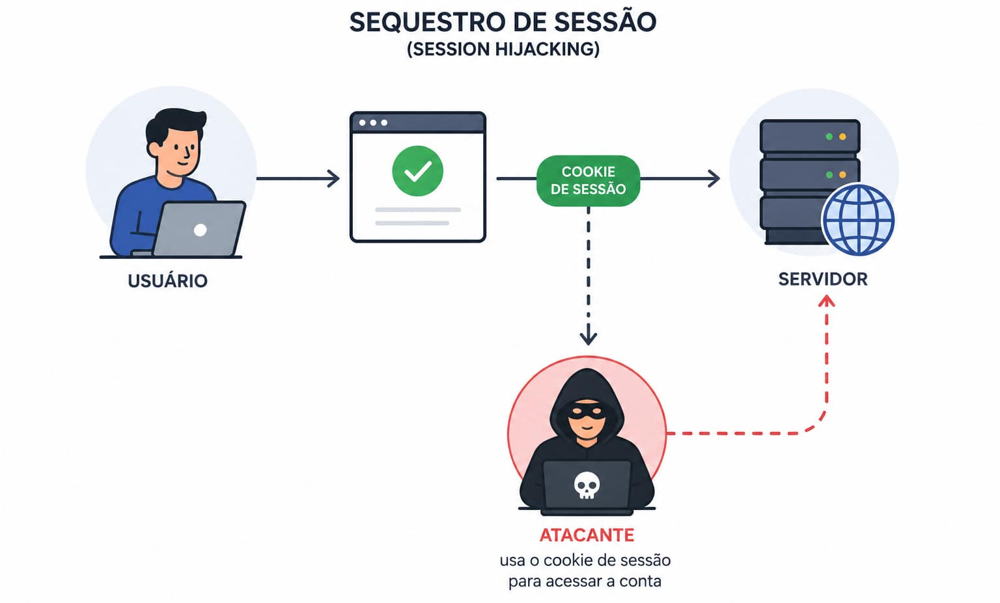 SEQUESTRO DE SESSÃO
(SESSION HIJACKING)
COOKIE
DE SESSÃO
USUÁRIO
SERVIDOR
ATACANTE
usa o cookie de sessão
para acessar a conta